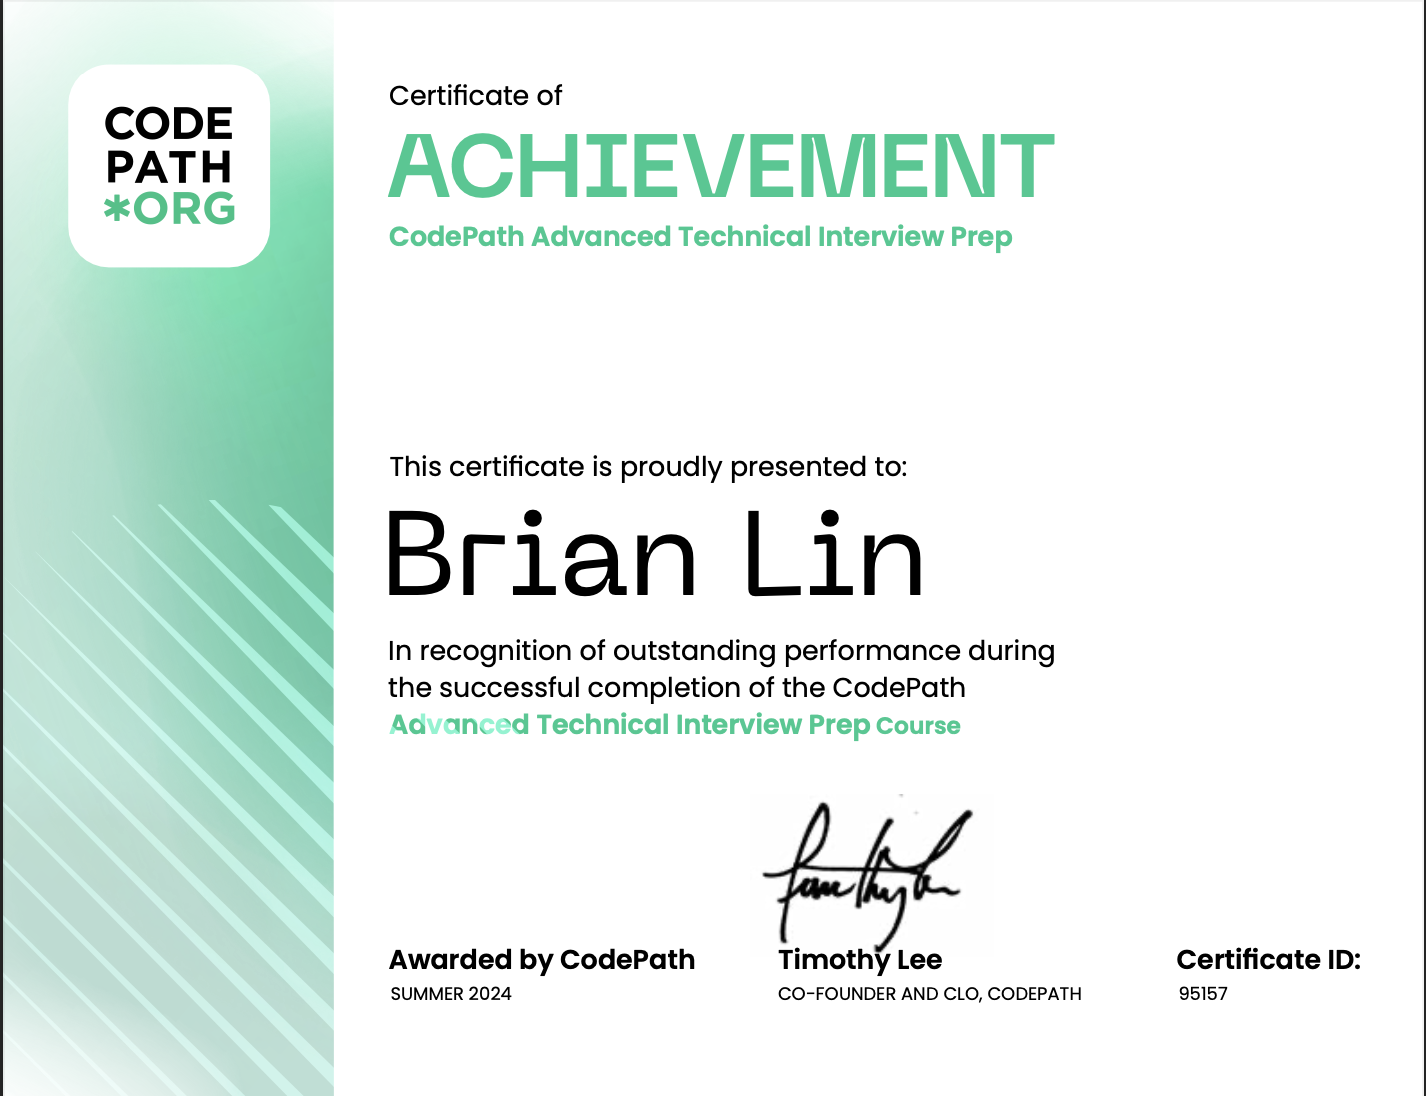 CODE
PATH
*ORG
Certificate of
ACHIEVEMENT
CodePath Advanced Technical Interview Prep
This certificate is proudly presented to:
Brian Lin
In recognition of outstanding performance during
the successful completion of the CodePath
Advanced Technical Interview Prep Course
Awarded by CodePath
SUMMER 2024
Timothy Lee
CO-FOUNDER AND CLO, CODEPATH
Certificate ID:
95157